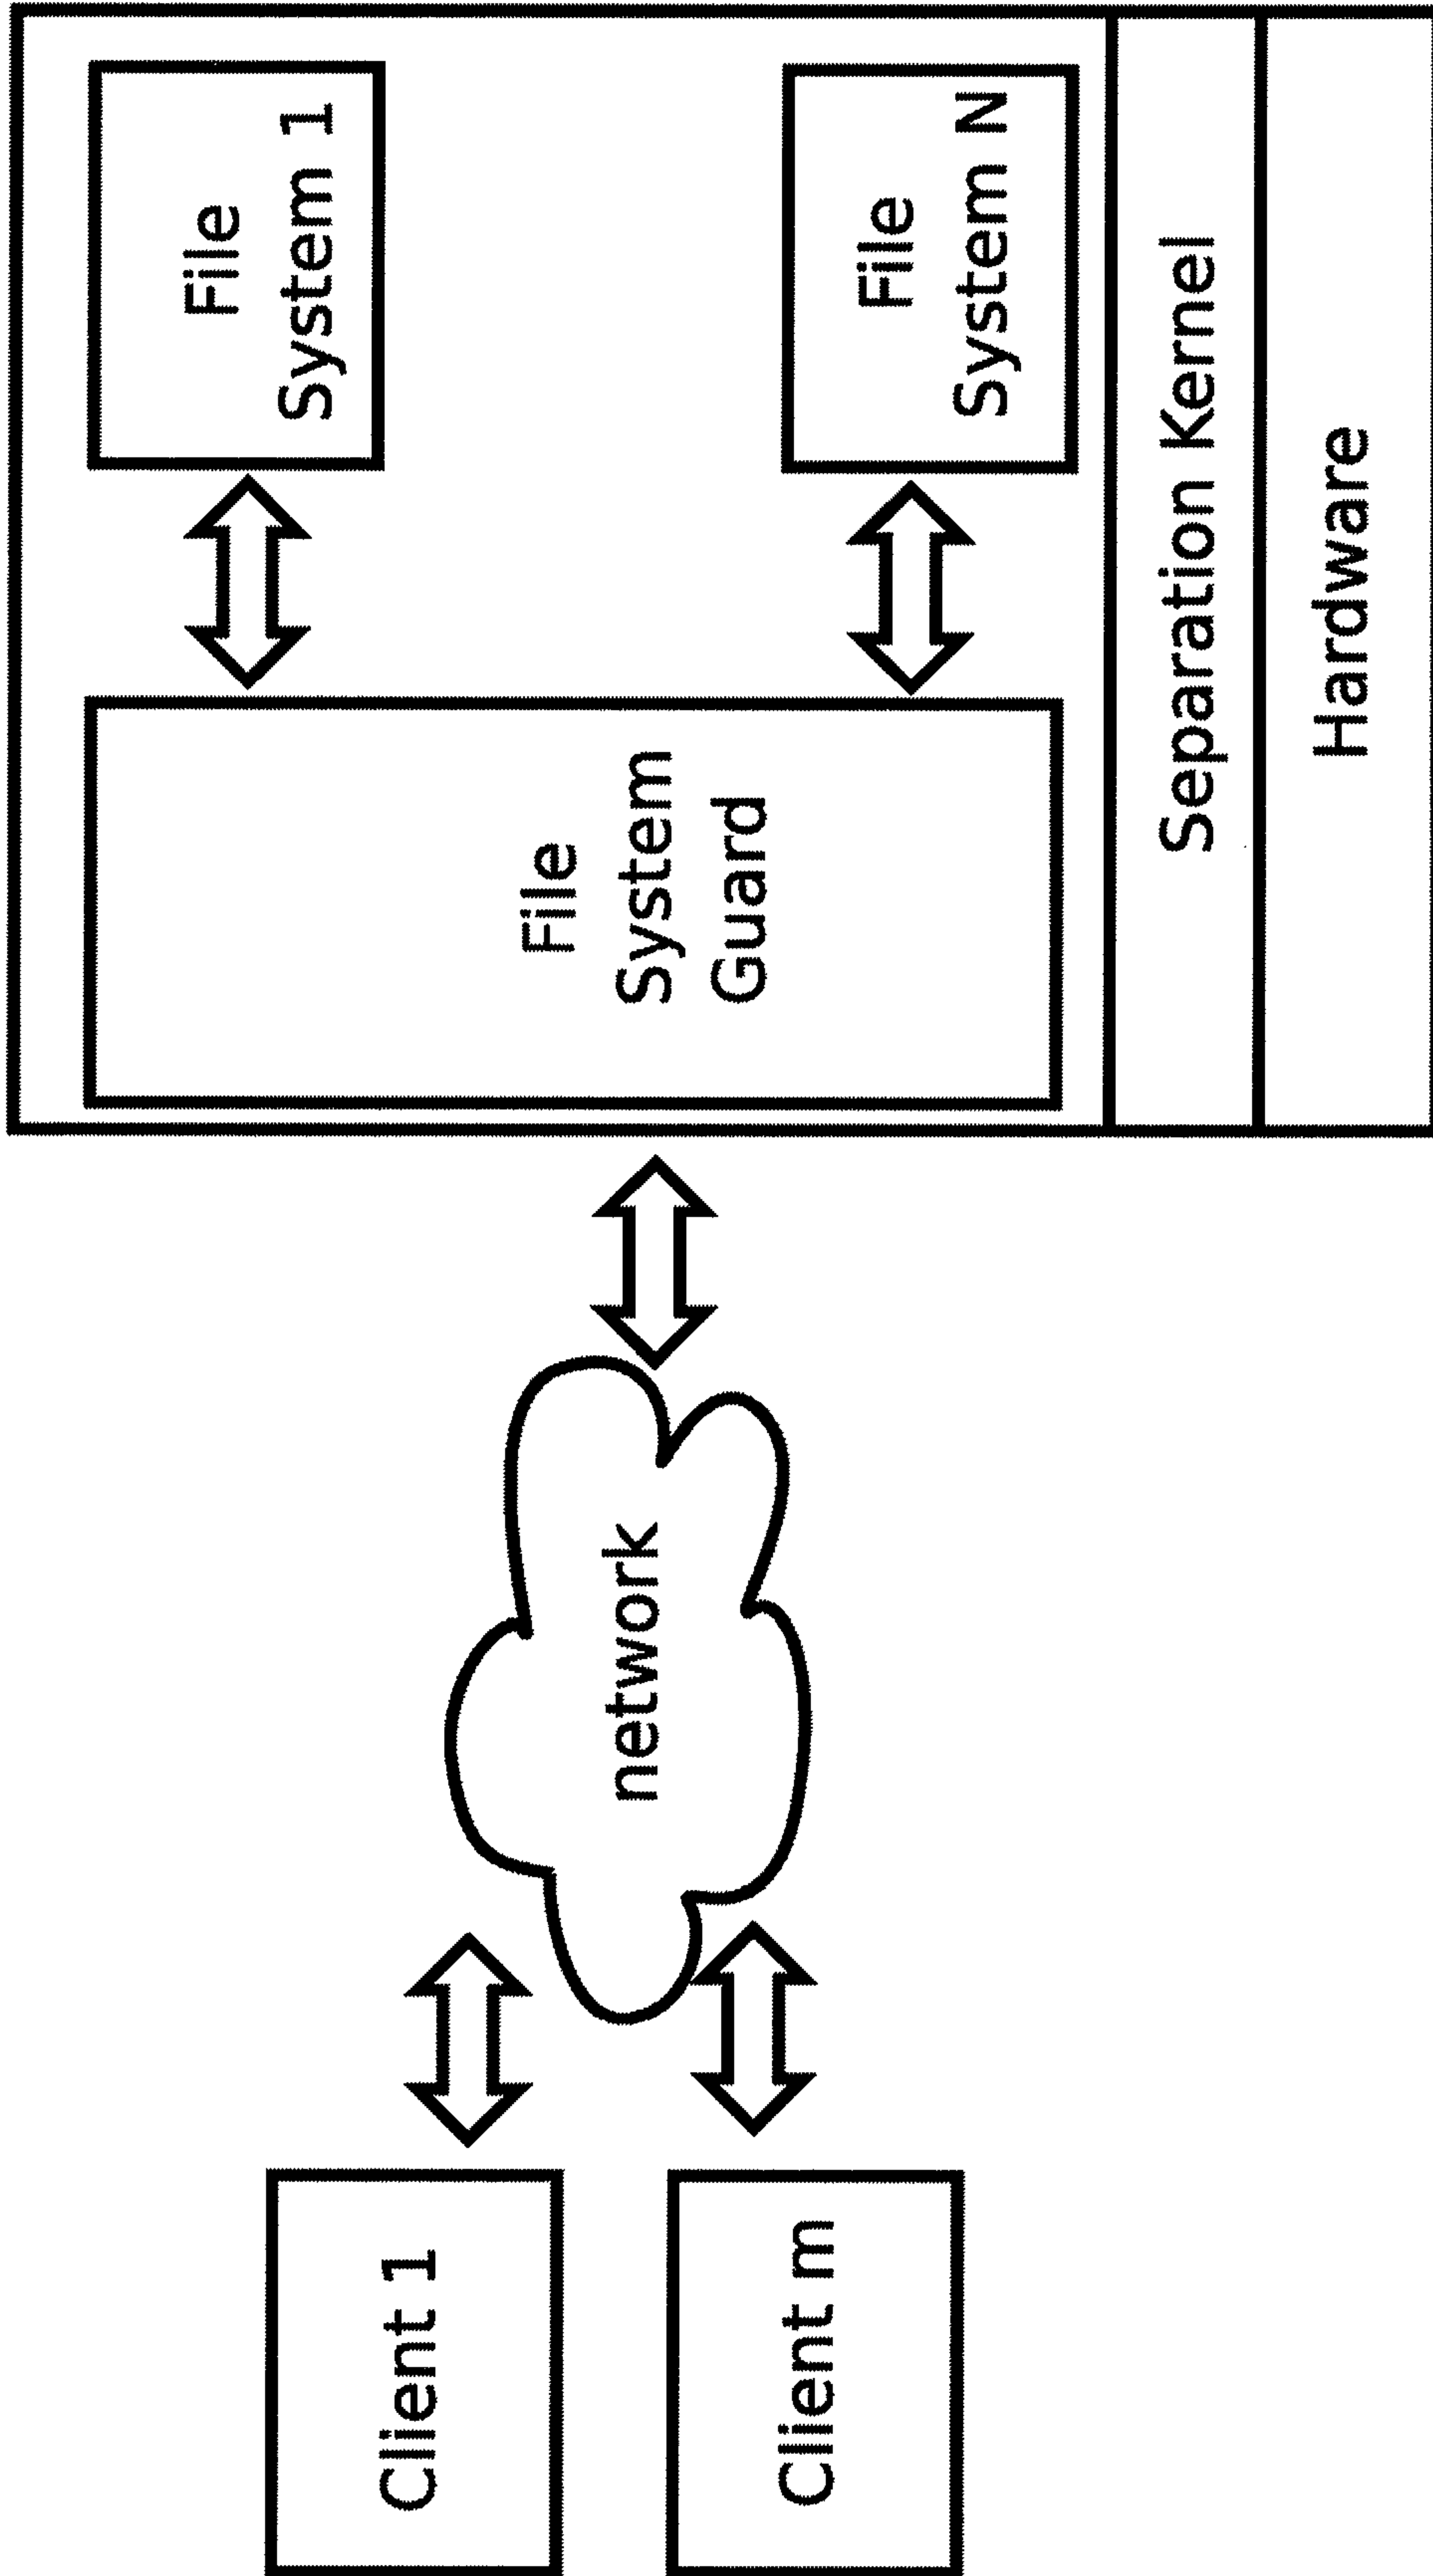 Client 1
Client m
network
File
System
Guard
File
System 1
File
System N
Separation Kernel
Hardware